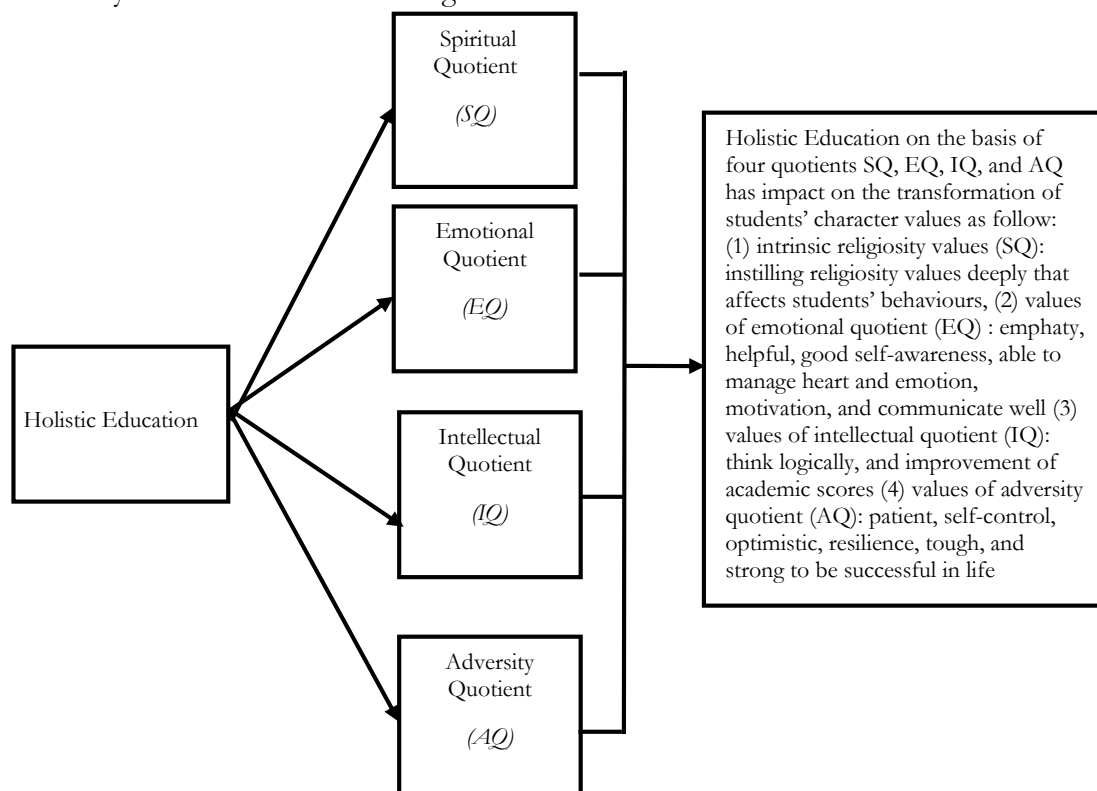 Spiritual
Quotient
(SQ)
Emotional
Quotient
(EQ)
Holistic Education
Intellectual
Quotient
(IQ)
Adversity
Quotient
(AQ)
Holistic Education on the basis of
four quotients SQ, EQ, IQ, and AQ
has impact on the transformation of
students’ character values as follow:
(1) intrinsic religiosity values (SQ):
instilling religiosity values deeply that
affects students’ behaviours, (2) values
of emotional quotient (EQ) : emphaty,
helpful, good self-awareness, able to
manage heart and emotion,
motivation, and communicate well (3)
values of intellectual quotient (IQ):
think logically, and improvement of
academic scores (4) values of adversity
quotient (AQ): patient, self-control,
optimistic, resilience, tough, and
strong to be successful in life